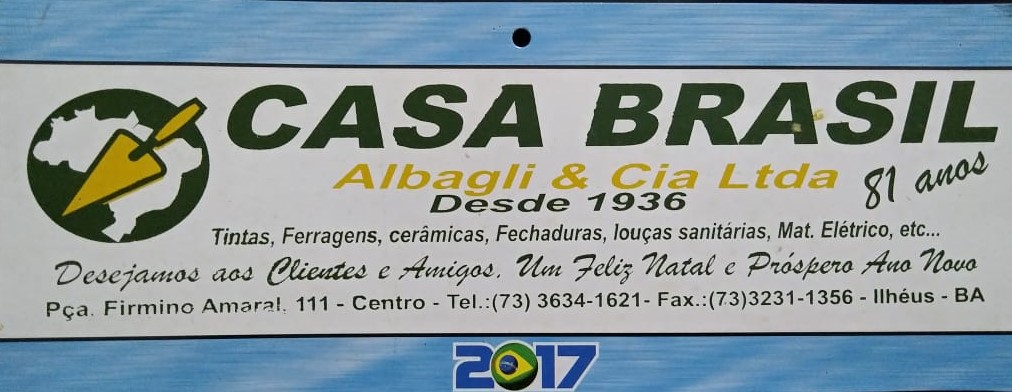 CASA BRASIL
Albagli & Cia Ltda
81 anos
Desde 1936
Tintas, Ferragens, cerâmicas, Fechaduras, louças sanitárias, Mat. Elétrico, etc...
Desejamos aos Clientes e Amigos, Um Feliz Natal e Próspero Ano Novo
Pça. Firmino Amaral, 111 - Centro - Tel.:(73) 3634-1621- Fax.:(73)3231-1356 - Ilhéus - BA
2017